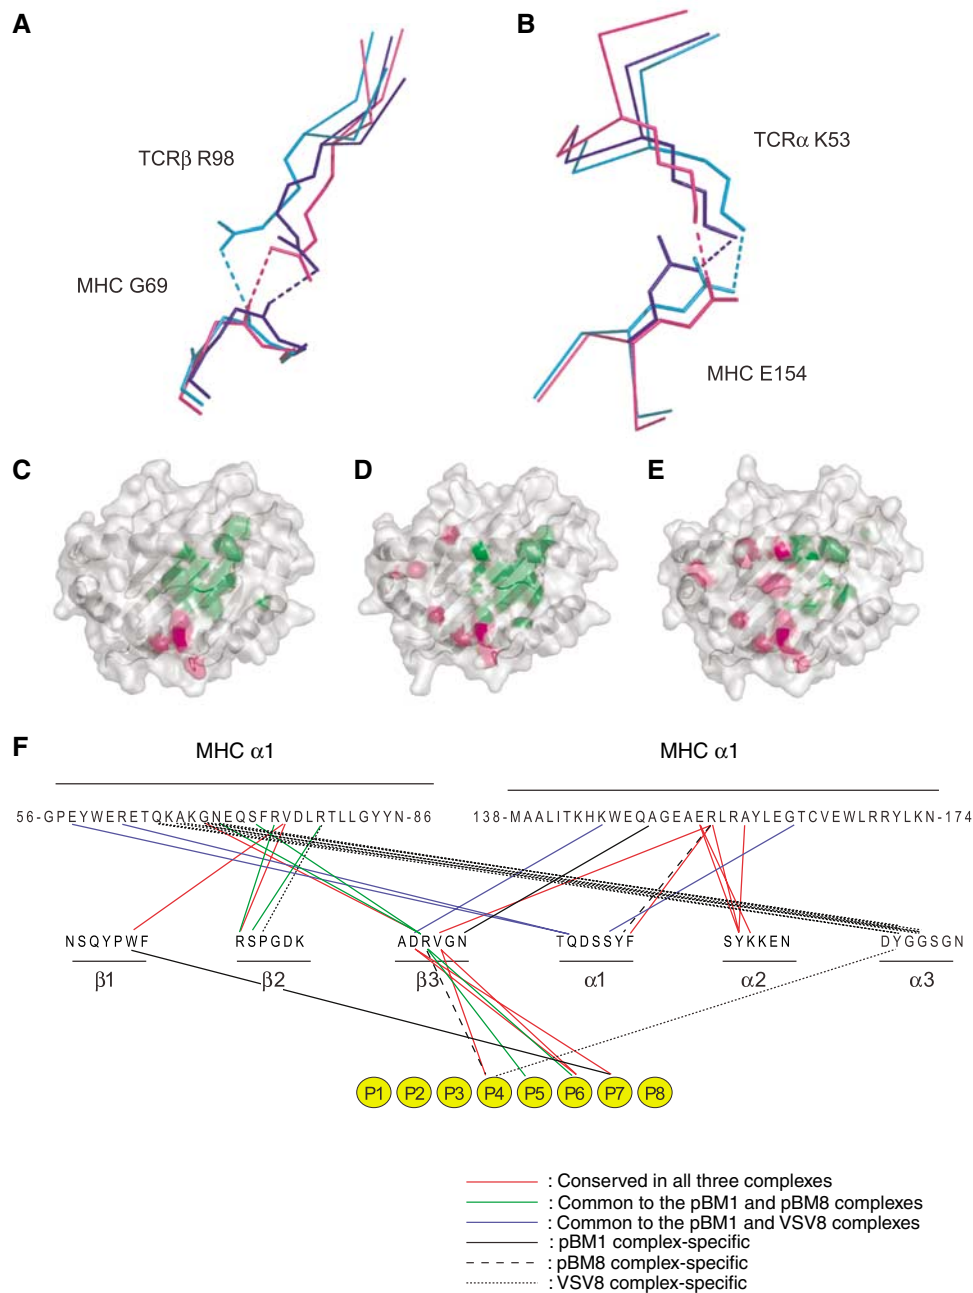 A
B
TCRβ R98
TCRα K53
MHC G69
MHC E154
C
D
E
F
MHC α1
MHC α1
56-GPEYWERETQKAKGNEQSFRVDLRTLLGYYN-86
138-MAALITKHKWEQAGEAERLRAYLEGTCVEWLRRYLKN-174
NSQYPWF
RSPGDK
ADRVGN
TQDSSYF
SYKKEN
DYGGSGN
β1
β2
β3
α1
α2
α3
P1
P2
P3
P4
P5
P6
P7
P8
: Conserved in all three complexes
: Common to the pBM1 and pBM8 complexes
: Common to the pBM1 and VSV8 complexes
: pBM1 complex-specific
: pBM8 complex-specific
: VSV8 complex-specific